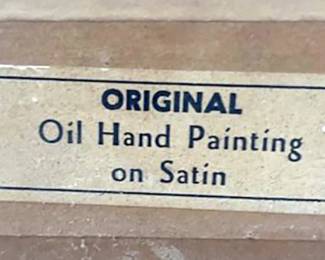 ORIGINAL
Oil Hand Painting
on Satin